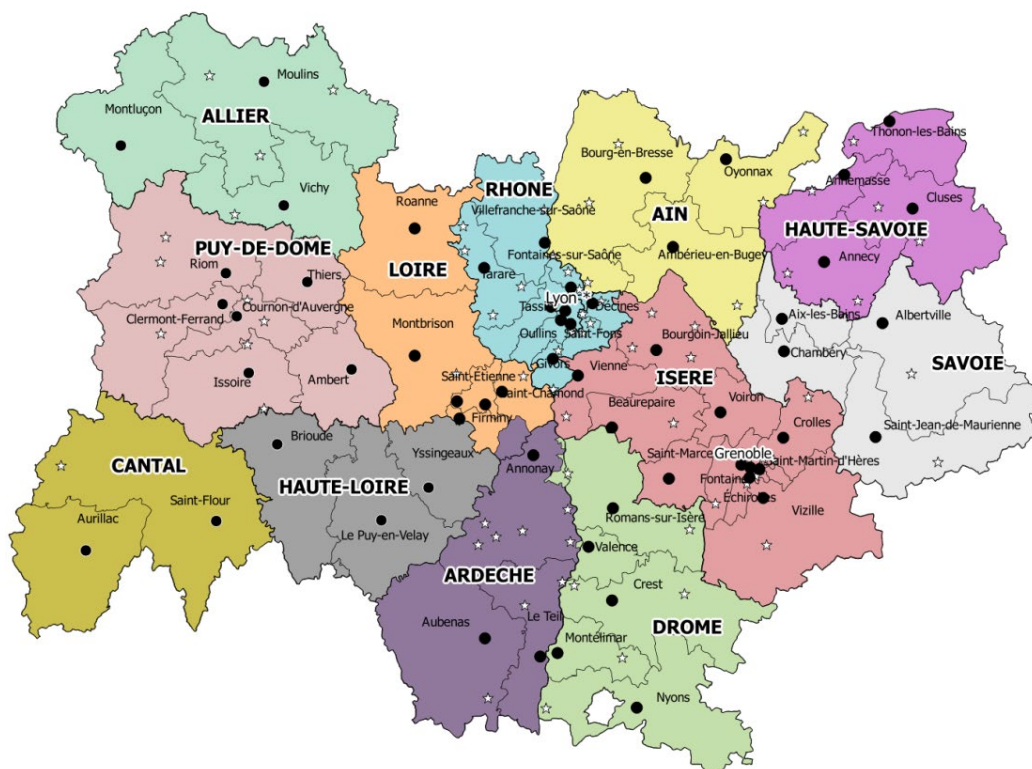 Moulins
Montluçon
ALLIER
Vichy
Thonon-les-Bains
Bourg-en-Bresse
Oyonnax
RHONE
Annemasse
Roanne
Villefranche-sur-Saône
Cluses
AIN
HAUTE-SAVOIE
PUY-DE-DOME
Fontaines-sur-Saône
Ambérieu-en-Bugey
Annecy
Riom
Thiers
LOIRE
Tarare
Cournon-d'Auvergne
Lyon**
Décines
Tassin
Clermont-Ferrand
Montbrison
Oullins
Saint-Fons
Bourgoin-Jallieu
Aix-les-Bains
Albertville
Chambéry
SAVOIE
Givors
Vienne
ISERE
Issoire
Ambert
Saint-Etienne
Saint-Chamond
Beaurepaire
Voiron
Firminy
Crolles
Saint-Jean-de-Maurienne
Brioude
Yssingeaux
Saint-Marce
Grenoble
Saint-Martin-d'Hères
CANTAL
Annonay
Fontaine
HAUTE-LOIRE
Saint-Flour
Échirolles
Aurillac
Romans-sur-Isère
Vizille
Le Puy-en-Velay
Valence
ARDECHE
Crest
Aubenas
Le Teil
DROME
Montélimar
Nyons